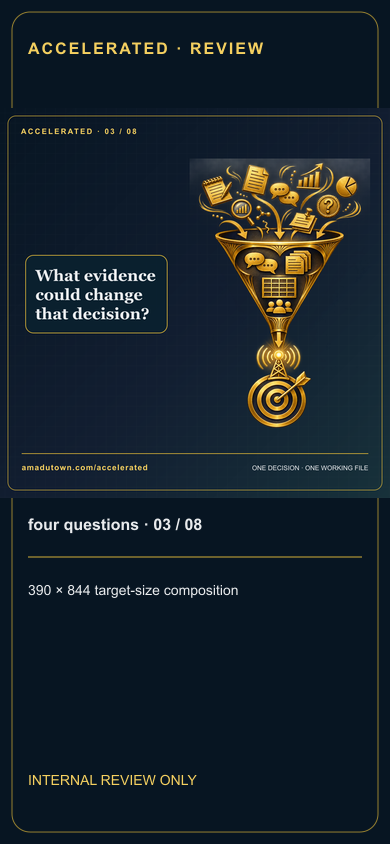 ACCELERATED · REVIEW
ACCELERATED · 03 / 08
What evidence
could change
that decision?
amadutown.com/accelerated
ONE DECISION · ONE WORKING FILE
four questions · 03 / 08
390 × 844 target-size composition
INTERNAL REVIEW ONLY